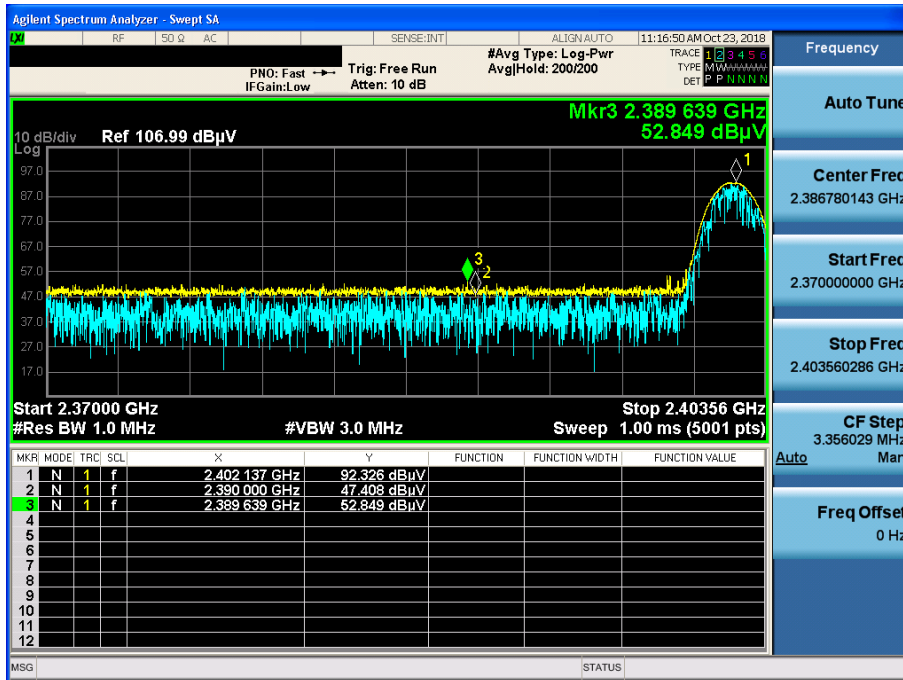 Agilent Spectrum Analyzer - Swept SA
LXI RF 50 Ω AC SENSE:INT ALIGN AUTO 11:16:50 AM Oct 23, 2018
PNO: Fast Trig: Free Run #Avg Type: Log-Pwr TRACE 1 2 3 4 5 6
IFGain:Low Atten: 10 dB Avg|Hold: 200/200 TYPE M W W W W W
DET P P N N N N
Mkr3 2.389 639 GHz
52.849 dBµV
10 dB/div Ref 106.99 dBµV
Log
97.0
87.0
77.0
67.0
57.0
47.0
37.0
27.0
17.0
1
3
2
Start 2.37000 GHz Stop 2.40356 GHz
#Res BW 1.0 MHz #VBW 3.0 MHz Sweep 1.00 ms (5001 pts)
MKR MODE TRC SCL X Y FUNCTION FUNCTION WIDTH FUNCTION VALUE
1 N 1 f 2.402 137 GHz 92.326 dBµV
2 N 1 f 2.390 000 GHz 47.408 dBµV
3 N 1 f 2.389 639 GHz 52.849 dBµV
4
5
6
7
8
9
10
11
12
MSG STATUS
Frequency
Auto Tune
Center Freq
2.386780143 GHz
Start Freq
2.370000000 GHz
Stop Freq
2.403560286 GHz
CF Step
3.356029 MHz
Auto Man
Freq Offset
0 Hz